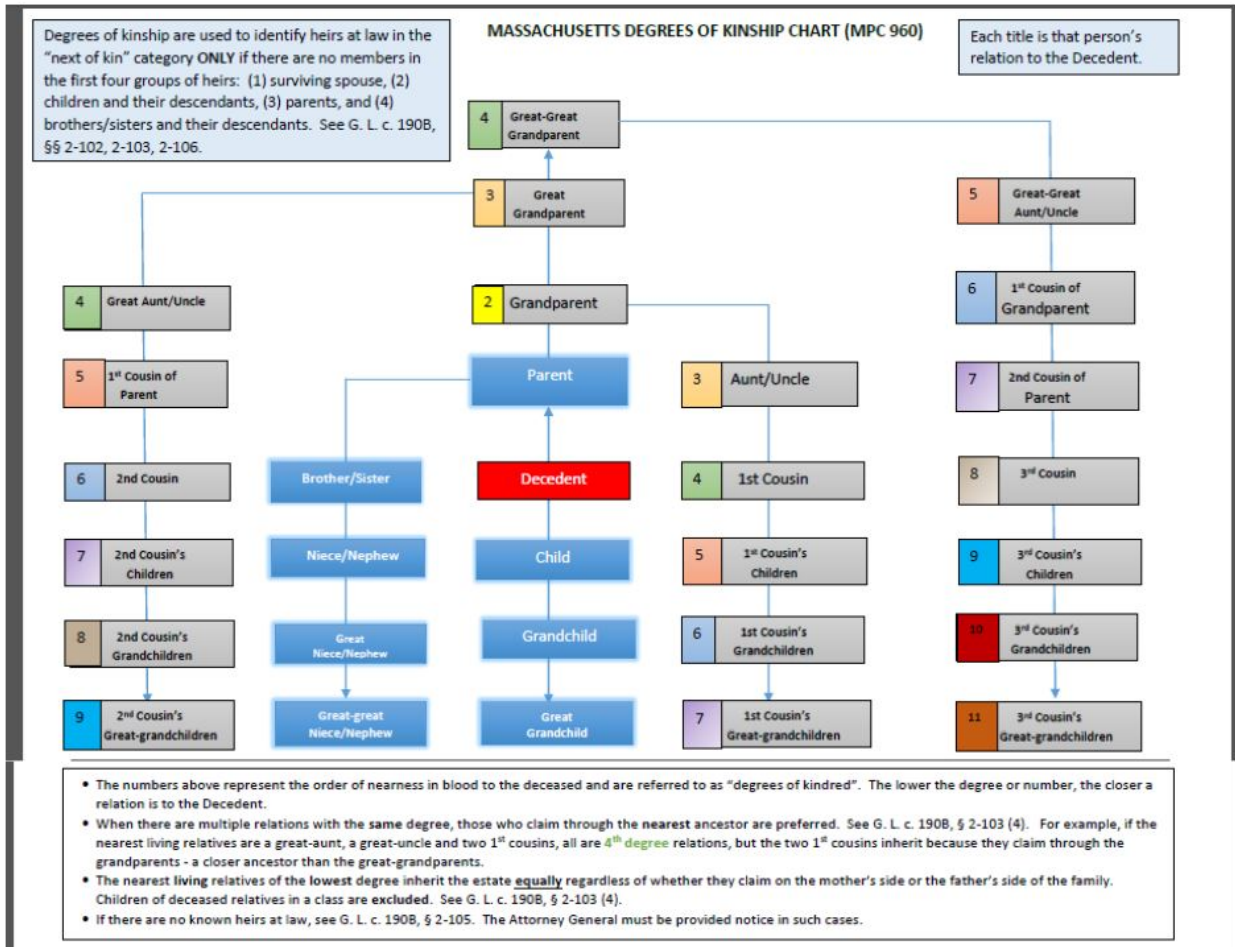 Degrees of kinship are used to identify heirs at law in the
"next of kin" category ONLY if there are no members in
the first four groups of heirs: (1) surviving spouse, (2)
children and their descendants, (3) parents, and (4)
brothers/sisters and their descendants. See G. L. c. 190B,
§§ 2-102, 2-103, 2-106.
MASSACHUSETTS DEGREES OF KINSHIP CHART (MPC 960)
Each title is that person's
relation to the Decedent.
4 Great-Great
Grandparent
3 Great
Grandparent
5 Great-Great
Aunt/Uncle
4 Great Aunt/Uncle
2 Grandparent
6 1st Cousin of
Grandparent
5 1st Cousin of
Parent
Parent
3 Aunt/Uncle
7 2nd Cousin of
Parent
6 2nd Cousin
Brother/Sister
Decedent
4 1st Cousin
8 3rd Cousin
7 2nd Cousin's
Children
Niece/Nephew
Child
5 1st Cousin's
Children
9 3rd Cousin's
Children
8 2nd Cousin's
Grandchildren
Great
Niece/Nephew
Grandchild
6 1st Cousin's
Grandchildren
10 3rd Cousin's
Grandchildren
9 2nd Cousin's
Great-grandchildren
Great-great
Niece/Nephew
Great
Grandchild
7 1st Cousin's
Great-grandchildren
11 3rd Cousin's
Great-grandchildren
• The numbers above represent the order of nearness in blood to the deceased and are referred to as "degrees of kindred". The lower the degree or number, the closer a
relation is to the Decedent.
• When there are multiple relations with the same degree, those who claim through the nearest ancestor are preferred. See G. L. c. 190B, § 2-103 (4). For example, if the
nearest living relatives are a great-aunt, a great-uncle and two 1st cousins, all are 4th degree relations, but the two 1st cousins inherit because they claim through the
grandparents - a closer ancestor than the great-grandparents.
• The nearest living relatives of the lowest degree inherit the estate equally regardless of whether they claim on the mother's side or the father's side of the family.
Children of deceased relatives in a class are excluded. See G. L. c. 190B, § 2-103 (4).
• If there are no known heirs at law, see G. L. c. 190B, § 2-105. The Attorney General must be provided notice in such cases.